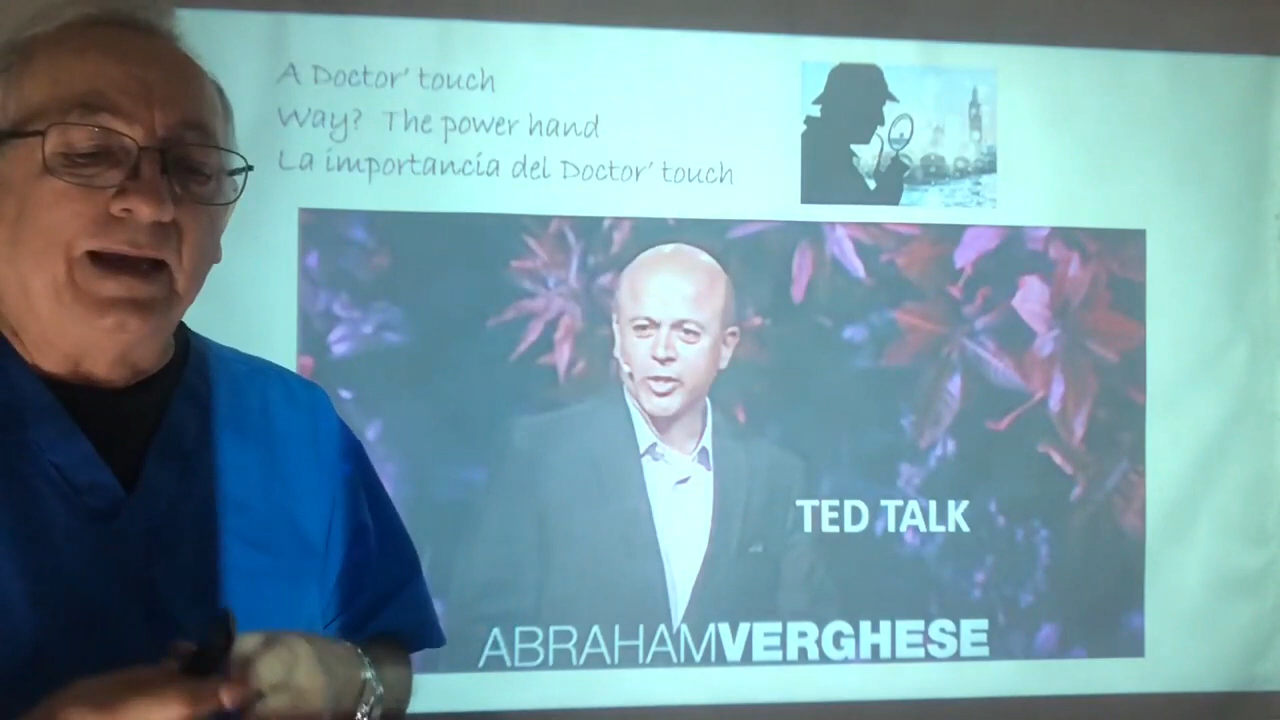 A Doctor' touch
Way? The power hand
La importancia del Doctor' touch
TED TALK
ABRAHAMVERGHESE